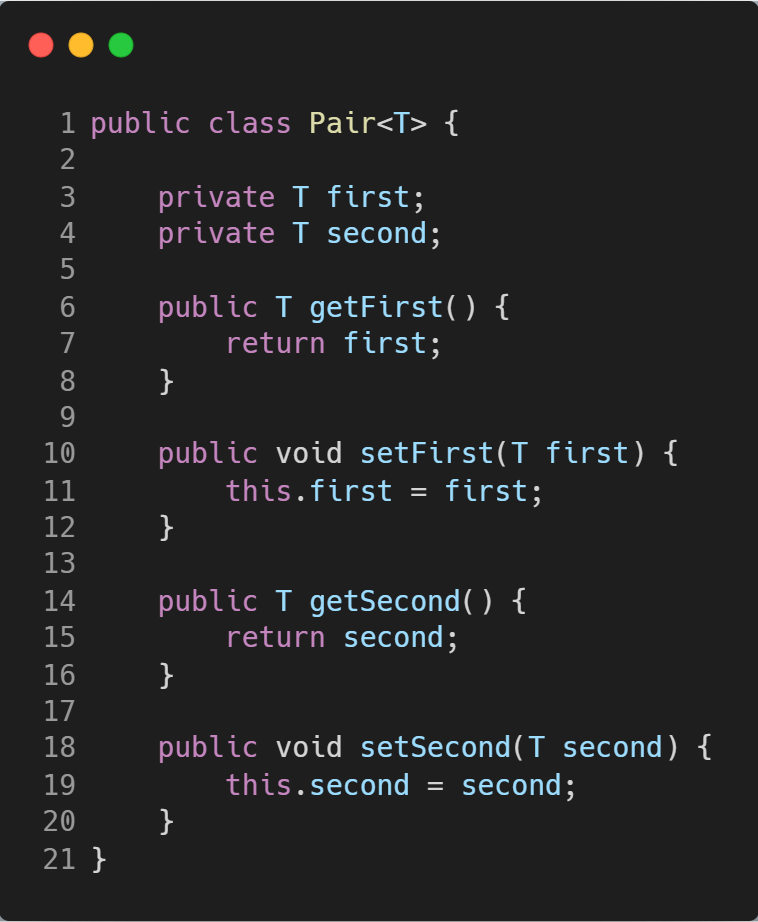 1 public class Pair<T> {
2
3     private T first;
4     private T second;
5
6     public T getFirst() {
7         return first;
8     }
9
10     public void setFirst(T first) {
11         this.first = first;
12     }
13
14     public T getSecond() {
15         return second;
16     }
17
18     public void setSecond(T second) {
19         this.second = second;
20     }
21 }